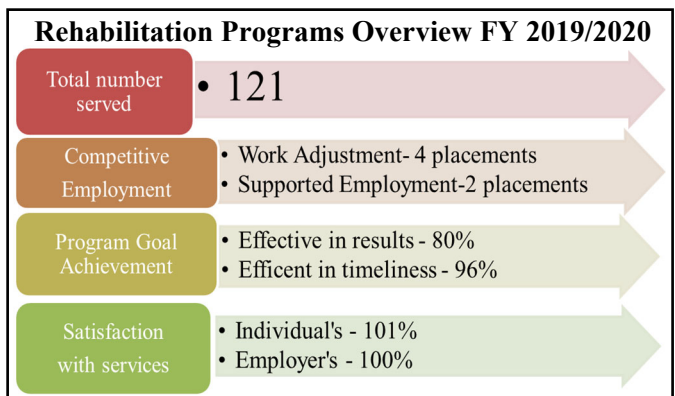 Rehabilitation Programs Overview FY 2019/2020
Total number
served
• 121
Competitive
Employment
• Work Adjustment- 4 placements
• Supported Employment-2 placements
Program Goal
Achievement
• Effective in results - 80%
• Efficent in timeliness - 96%
Satisfaction
with services
• Individual's - 101%
• Employer's - 100%